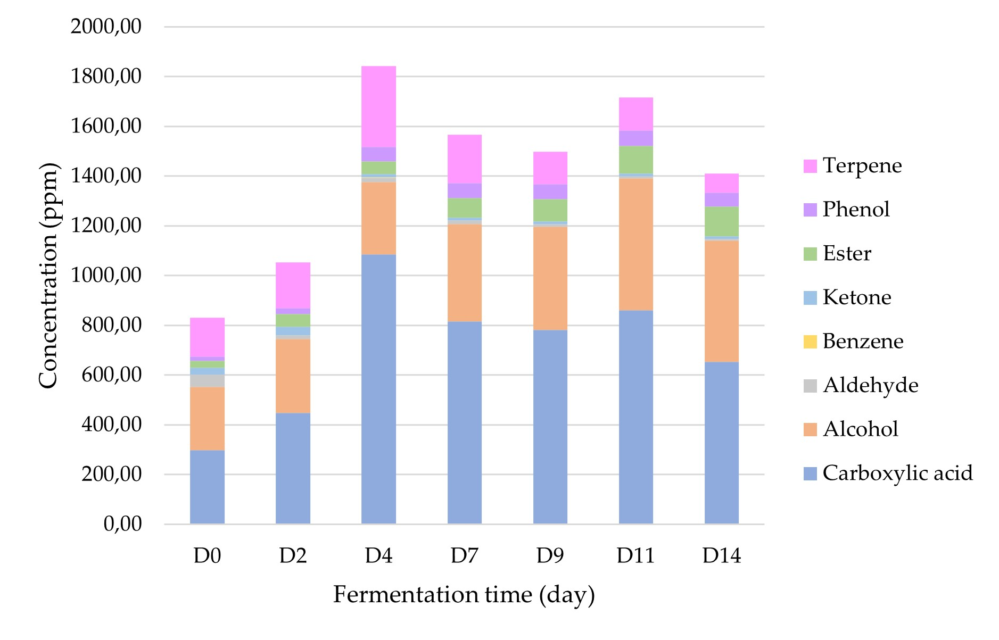 2000,00
1800,00
1600,00
1400,00
1200,00
1000,00
800,00
600,00
400,00
200,00
0,00
Concentration (ppm)
D0 D2 D4 D7 D9 D11 D14
Fermentation time (day)
Terpene
Phenol
Ester
Ketone
Benzene
Aldehyde
Alcohol
Carboxylic acid